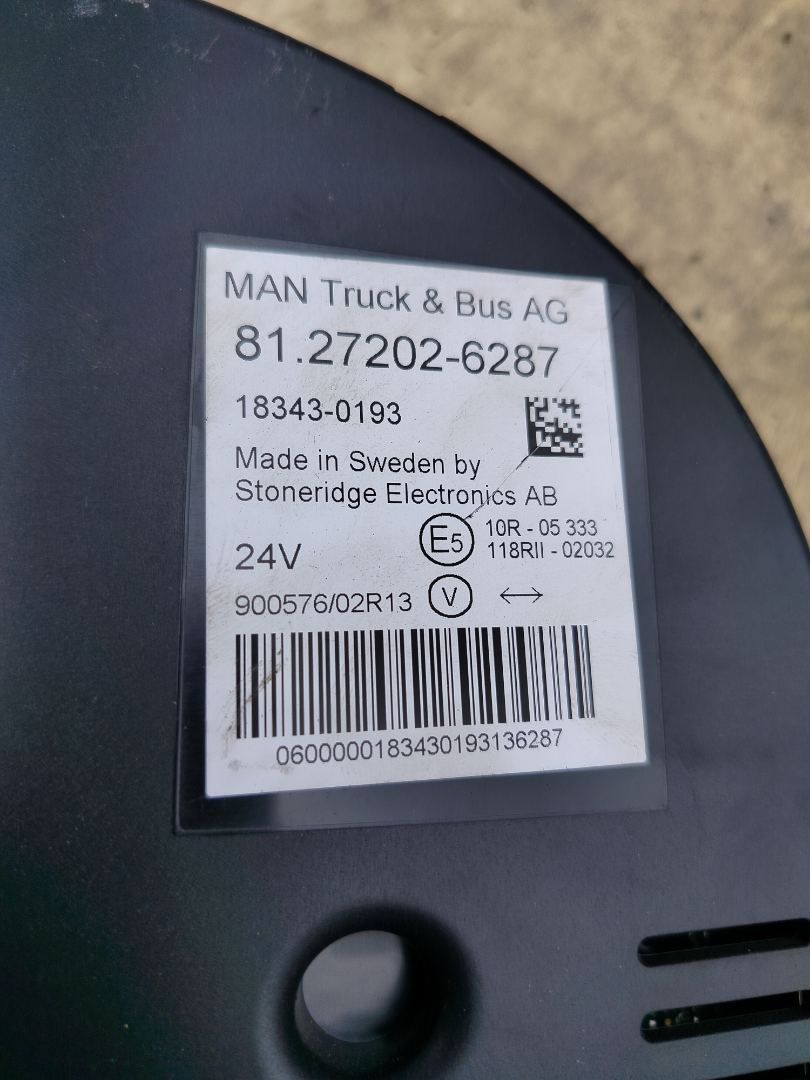 MAN Truck & Bus AG
81.27202-6287
18343-0193
Made in Sweden by
Stoneridge Electronics AB
E5 10R - 05 333
118RII - 02032
24V
900576/02R13 V ↔
0600000183430193136287